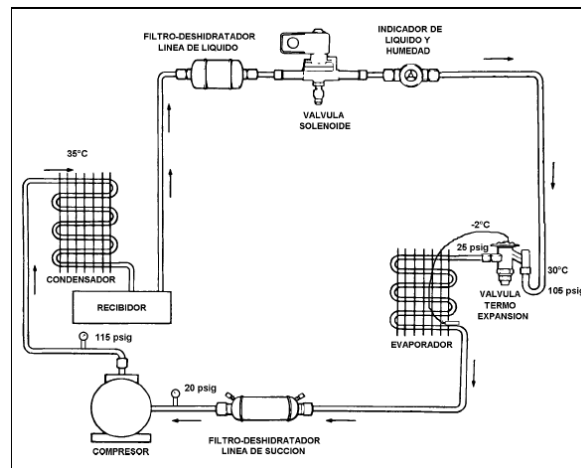 FILTRO-DESHIDRATADOR
LINEA DE LIQUIDO
INDICADOR DE
LIQUIDO Y
HUMEDAD
VALVULA
SOLENOIDE
35°C
-2°C
25 psig
30°C
105 psig
VALVULA
TERMO
EXPANSION
CONDENSADOR
RECIBIDOR
EVAPORADOR
115 psig
20 psig
COMPRESOR
FILTRO-DESHIDRATADOR
LINEA DE SUCCION